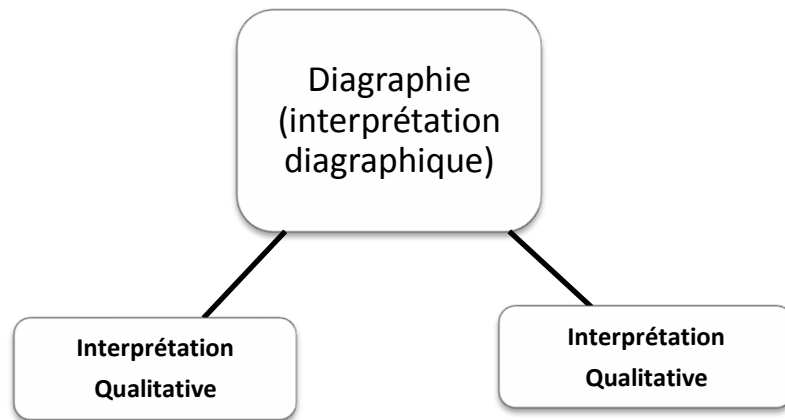 Diagraphie
(interprétation
diagraphique)
Interprétation
Qualitative
Interprétation
Qualitative